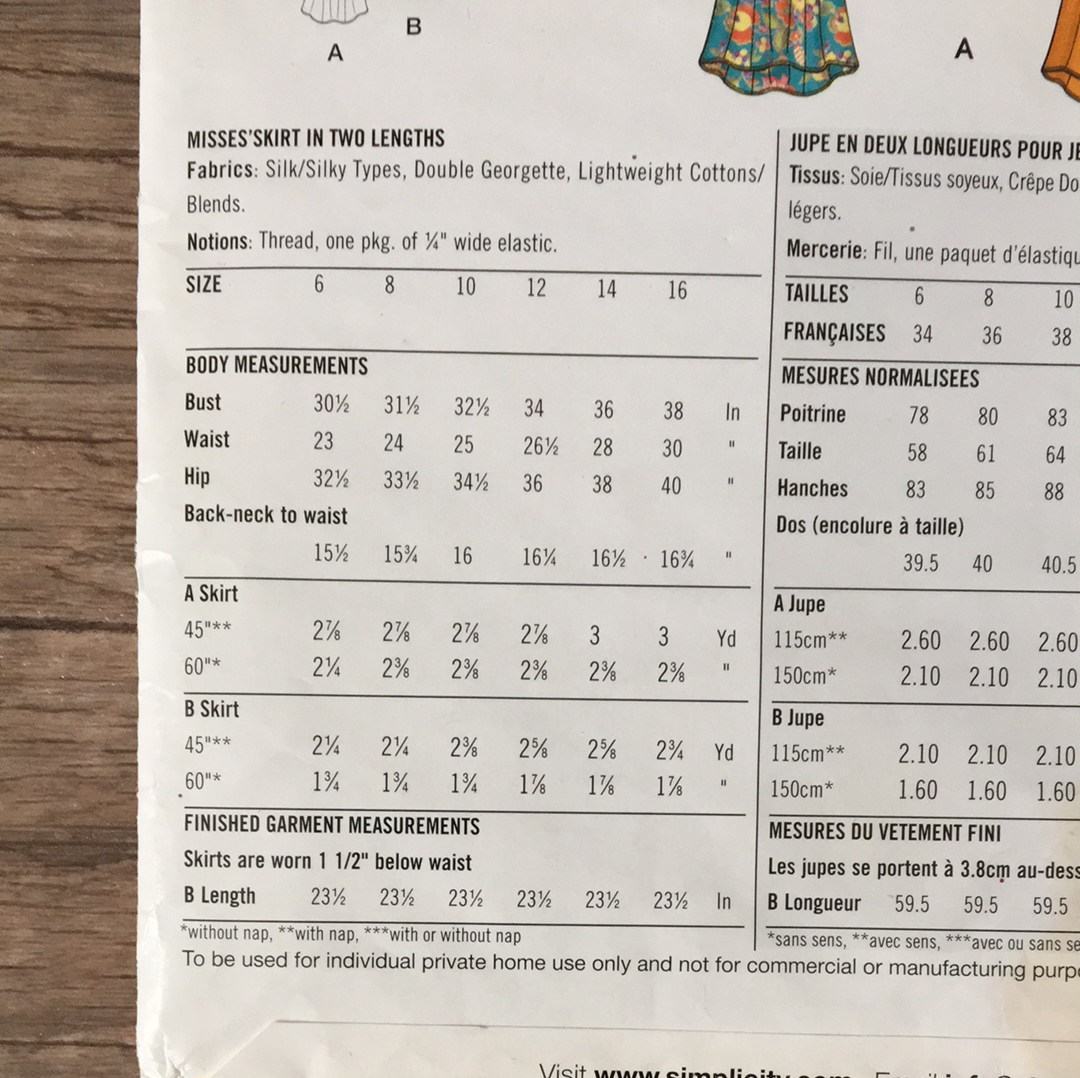 B
A
A
MISSES'SKIRT IN TWO LENGTHS
Fabrics: Silk/Silky Types, Double Georgette, Lightweight Cottons/
Blends.
Notions: Thread, one pkg. of ¼" wide elastic.
SIZE 6 8 10 12 14 16
BODY MEASUREMENTS
Bust 30½ 31½ 32½ 34 36 38 In
Waist 23 24 25 26½ 28 30 "
Hip 32½ 33½ 34½ 36 38 40 "
Back-neck to waist
15½ 15¾ 16 16¼ 16½ 16¾ "
A Skirt
45"** 2⅞ 2⅞ 2⅞ 2⅞ 3 3 Yd
60"* 2¼ 2⅜ 2⅜ 2⅜ 2⅜ 2⅜ "
B Skirt
45"** 2¼ 2¼ 2⅜ 2⅝ 2⅝ 2¾ Yd
60"* 1¾ 1¾ 1¾ 1⅞ 1⅞ 1⅞ "
FINISHED GARMENT MEASUREMENTS
Skirts are worn 1 1/2" below waist
B Length 23½ 23½ 23½ 23½ 23½ 23½ In
*without nap, **with nap, ***with or without nap
JUPE EN DEUX LONGUEURS POUR JE
Tissus: Soie/Tissus soyeux, Crêpe Do
légers.
Mercerie: Fil, une paquet d'élastiqu
TAILLES 6 8 10
FRANÇAISES 34 36 38
MESURES NORMALISEES
Poitrine 78 80 83
Taille 58 61 64
Hanches 83 85 88
Dos (encolure à taille)
39.5 40 40.5
A Jupe
115cm** 2.60 2.60 2.60
150cm* 2.10 2.10 2.10
B Jupe
115cm** 2.10 2.10 2.10
150cm* 1.60 1.60 1.60
MESURES DU VETEMENT FINI
Les jupes se portent à 3.8cm au-dess
B Longueur 59.5 59.5 59.5
*sans sens, **avec sens, ***avec ou sans se
To be used for individual private home use only and not for commercial or manufacturing purpo
Visit www.simplicity.com